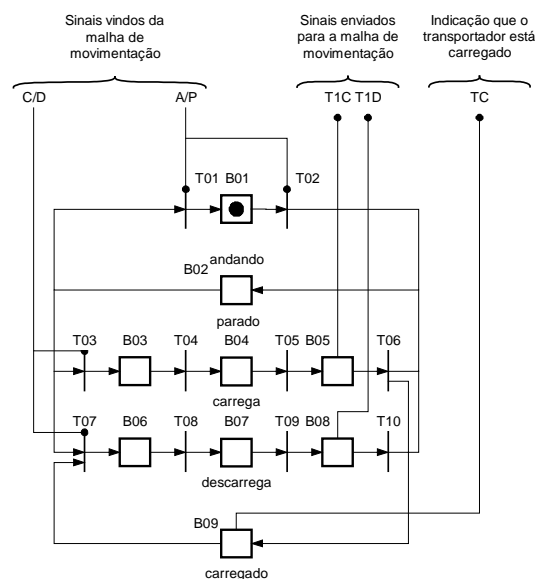 Sinais vindos da
malha de
movimentação
Sinais enviados
para a malha de
movimentação
Indicação que o
transportador está
carregado
C/D
A/P
T1C T1D
TC
T01 B01 T02
andando
B02
parado
T03 B03 T04 B04 T05 B05 T06
carrega
T07 B06 T08 B07 T09 B08 T10
descarrega
B09
carregado